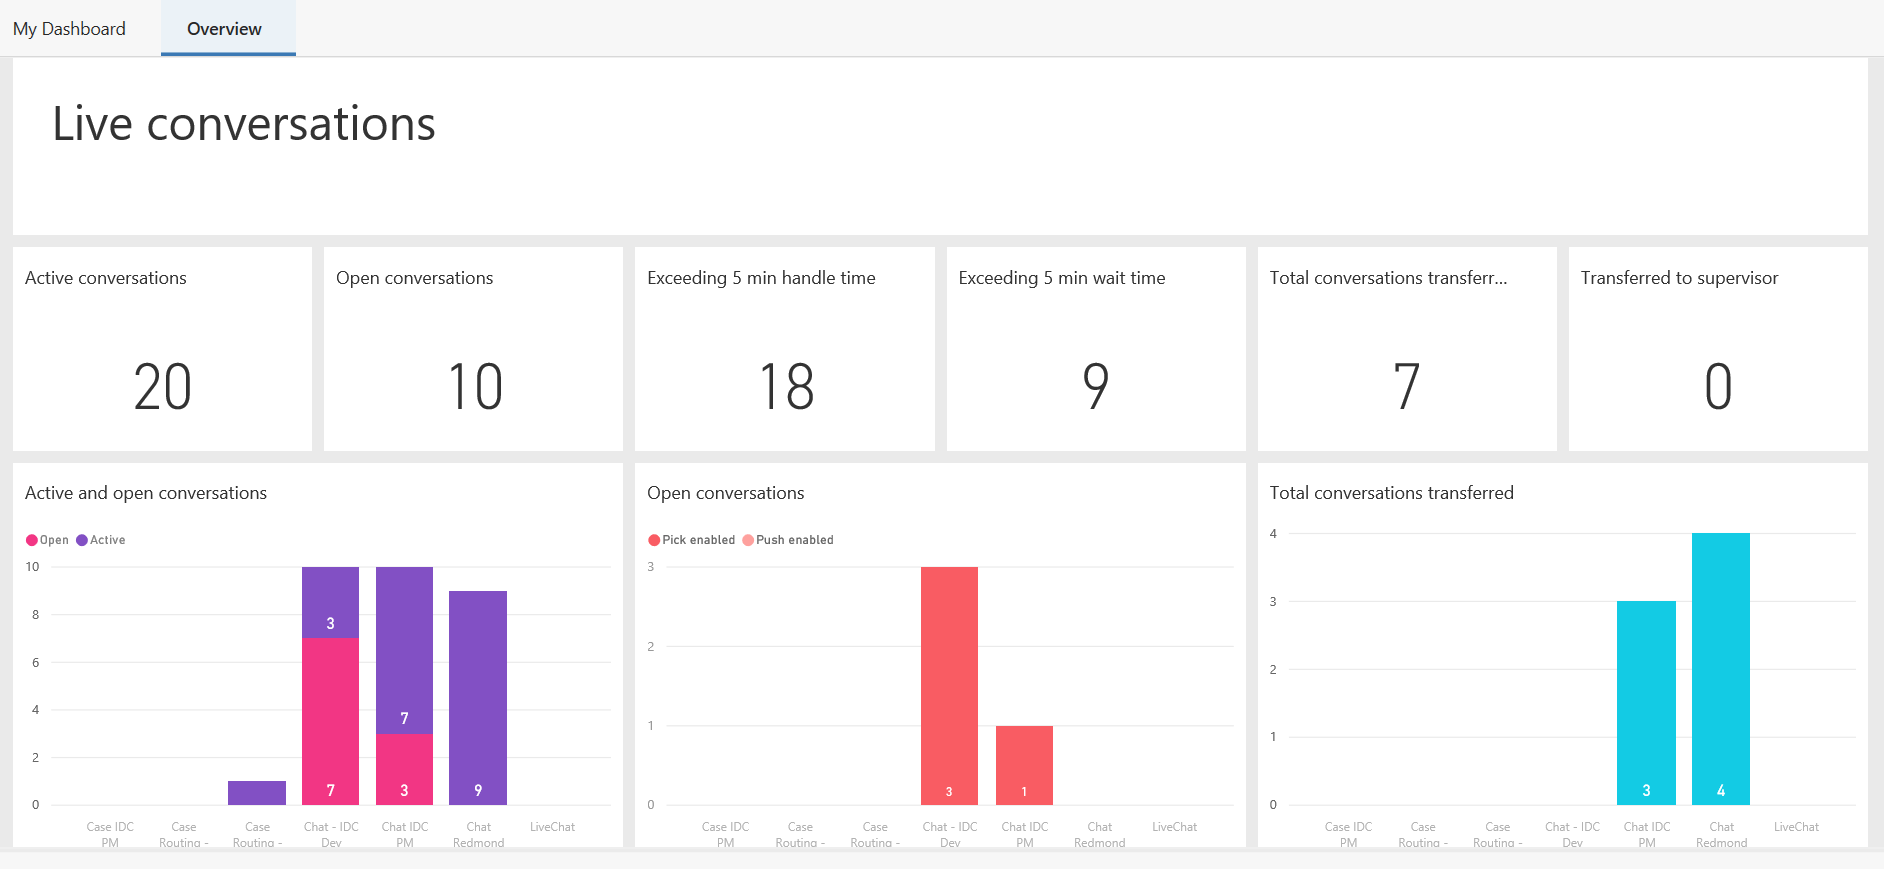 My Dashboard
Overview
Live conversations
Active conversations
20
Open conversations
10
Exceeding 5 min handle time
18
Exceeding 5 min wait time
9
Total conversations transferr...
7
Transferred to supervisor
0
Active and open conversations
Open Active
10
8
6
4
2
0
3
7
7
3
9
Case IDC PM
Case Routing -
Case Routing -
Chat - IDC Dev
Chat IDC PM
Chat Redmond
LiveChat
Open conversations
Pick enabled Push enabled
3
2
1
0
3
1
Case IDC PM
Case Routing -
Case Routing -
Chat - IDC Dev
Chat IDC PM
Chat Redmond
LiveChat
Total conversations transferred
4
3
2
1
0
3
4
Case IDC PM
Case Routing -
Case Routing -
Chat - IDC Dev
Chat IDC PM
Chat Redmond
LiveChat